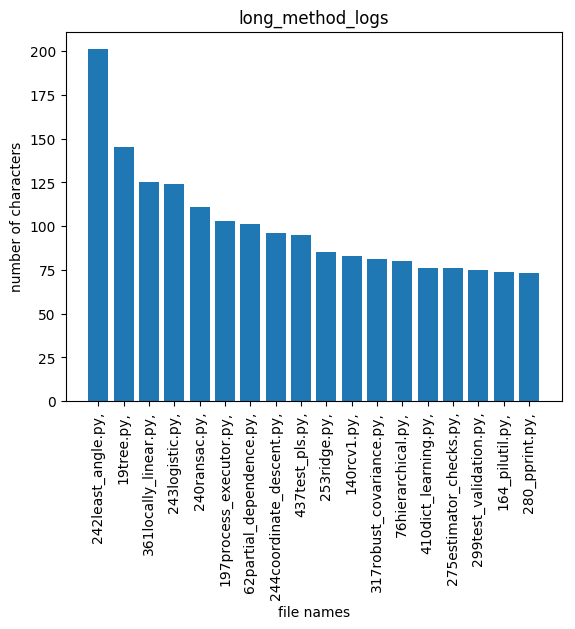 long_method_logs
number of characters
200
175
150
125
100
75
50
25
0
242least_angle.py,
19tree.py,
361locally_linear.py,
243logistic.py,
240ransac.py,
197process_executor.py,
62partial_dependence.py,
244coordinate_descent.py,
437test_pls.py,
253ridge.py,
140rcv1.py,
317robust_covariance.py,
76hierarchical.py,
410dict_learning.py,
275estimator_checks.py,
299test_validation.py,
164_pilutil.py,
280_pprint.py,
file names